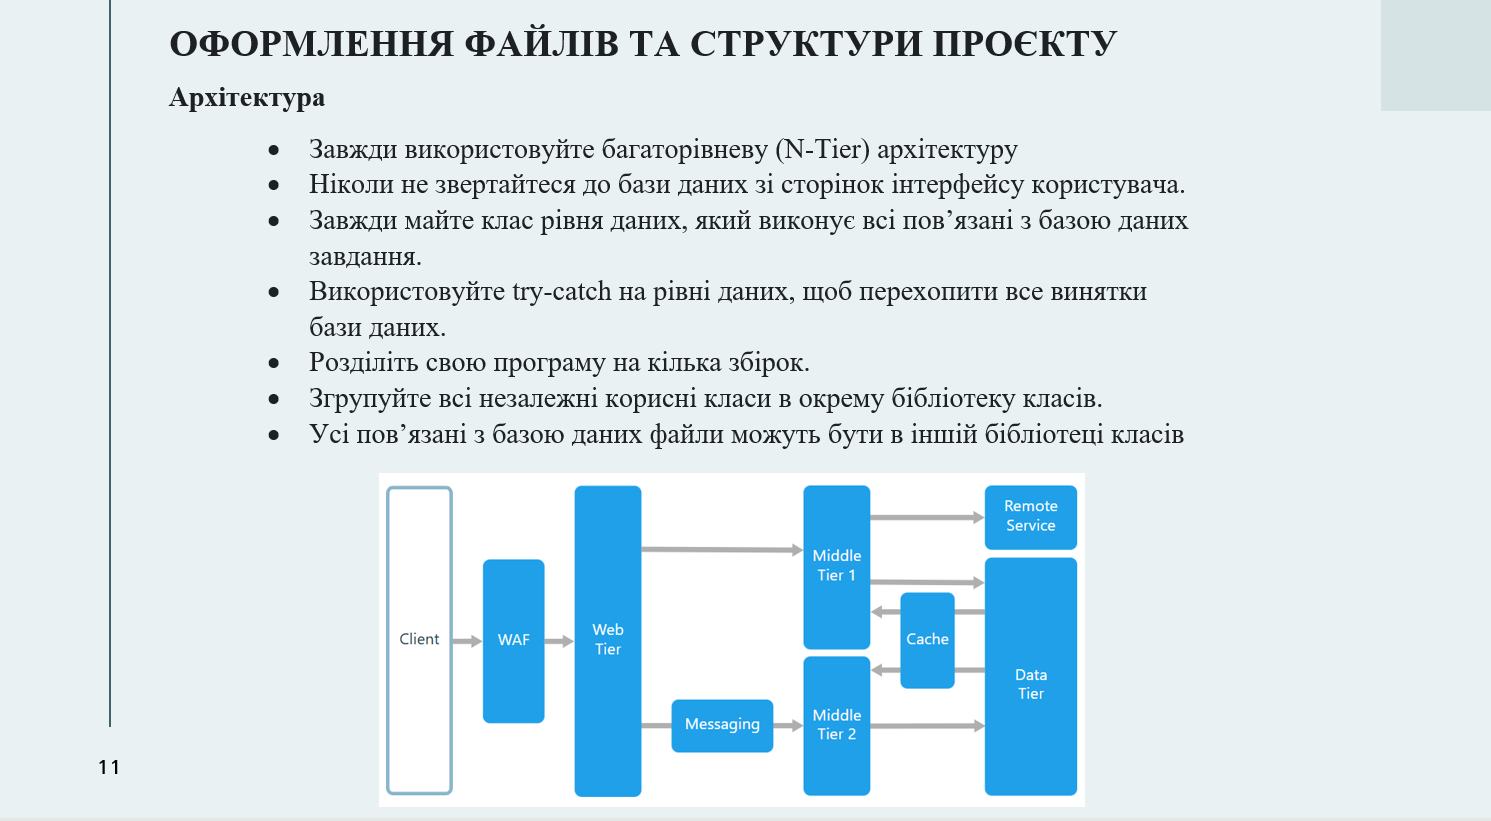 ОФОРМЛЕННЯ ФАЙЛІВ ТА СТРУКТУРИ ПРОЄКТУ
Архітектура
• Завжди використовуйте багаторівневу (N-Tier) архітектуру
• Ніколи не звертайтеся до бази даних зі сторінок інтерфейсу користувача.
• Завжди майте клас рівня даних, який виконує всі пов’язані з базою даних
завдання.
• Використовуйте try-catch на рівні даних, щоб перехопити все винятки
бази даних.
• Розділіть свою програму на кілька збірок.
• Згрупуйте всі незалежні корисні класи в окрему бібліотеку класів.
• Усі пов’язані з базою даних файли можуть бути в іншій бібліотеці класів
Client
WAF
Web
Tier
Messaging
Middle
Tier 1
Middle
Tier 2
Cache
Remote
Service
Data
Tier
11